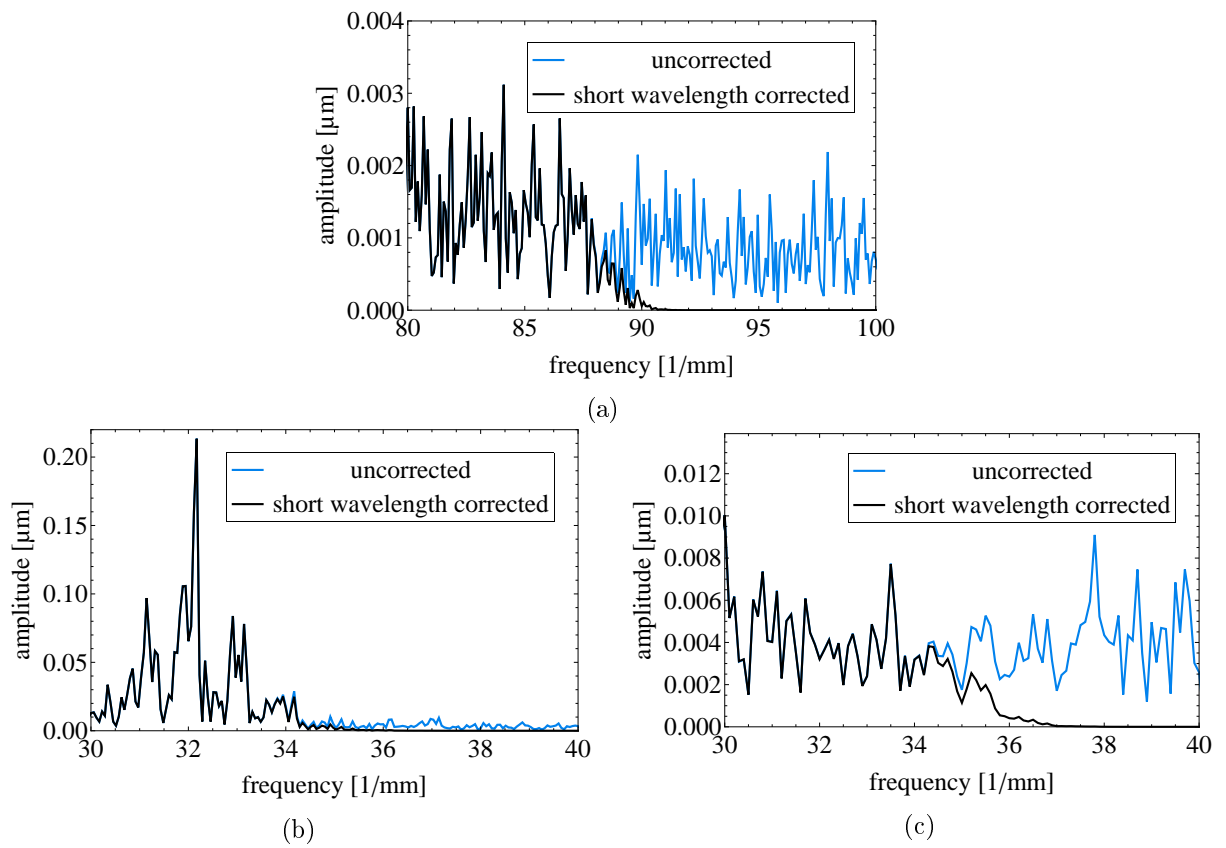 0.004
uncorrected
short wavelength corrected
0.003
0.002
0.001
0.000
amplitude [µm]
80 85 90 95 100
frequency [1/mm]
(a)
uncorrected
short wavelength corrected
0.20
0.15
0.10
0.05
0.00
amplitude [µm]
30 32 34 36 38 40
frequency [1/mm]
(b)
uncorrected
short wavelength corrected
0.012
0.010
0.008
0.006
0.004
0.002
0.000
amplitude [µm]
30 32 34 36 38 40
frequency [1/mm]
(c)